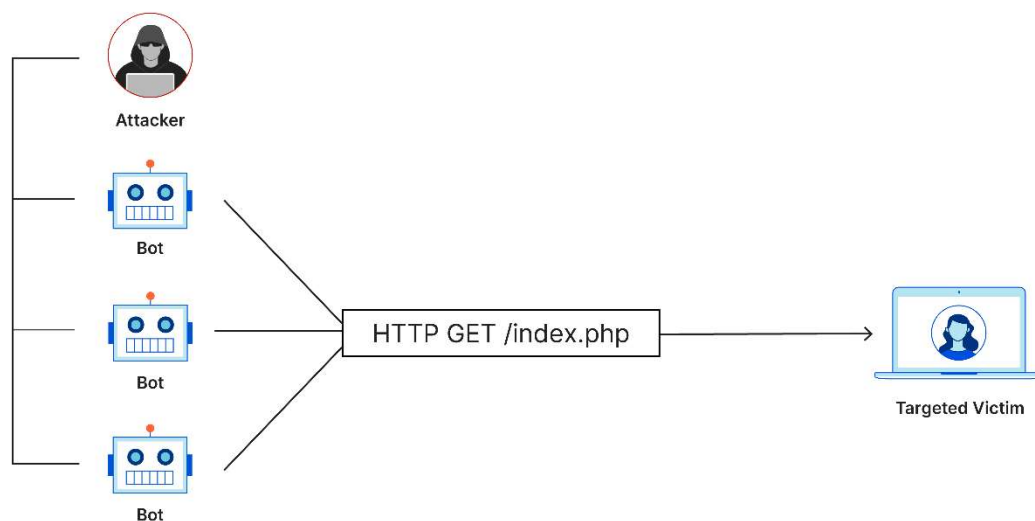 Attacker
Bot
Bot
HTTP GET /index.php
Targeted Victim
Bot